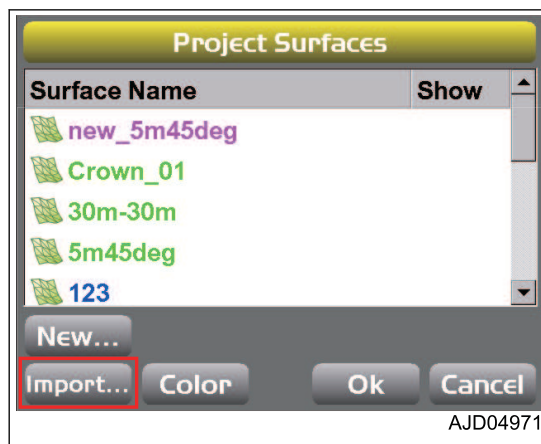 Project Surfaces
Surface Name Show
new_5m45deg
Crown_01
30m-30m
5m45deg
123
New...
Import... Color Ok Cancel
AJD04971